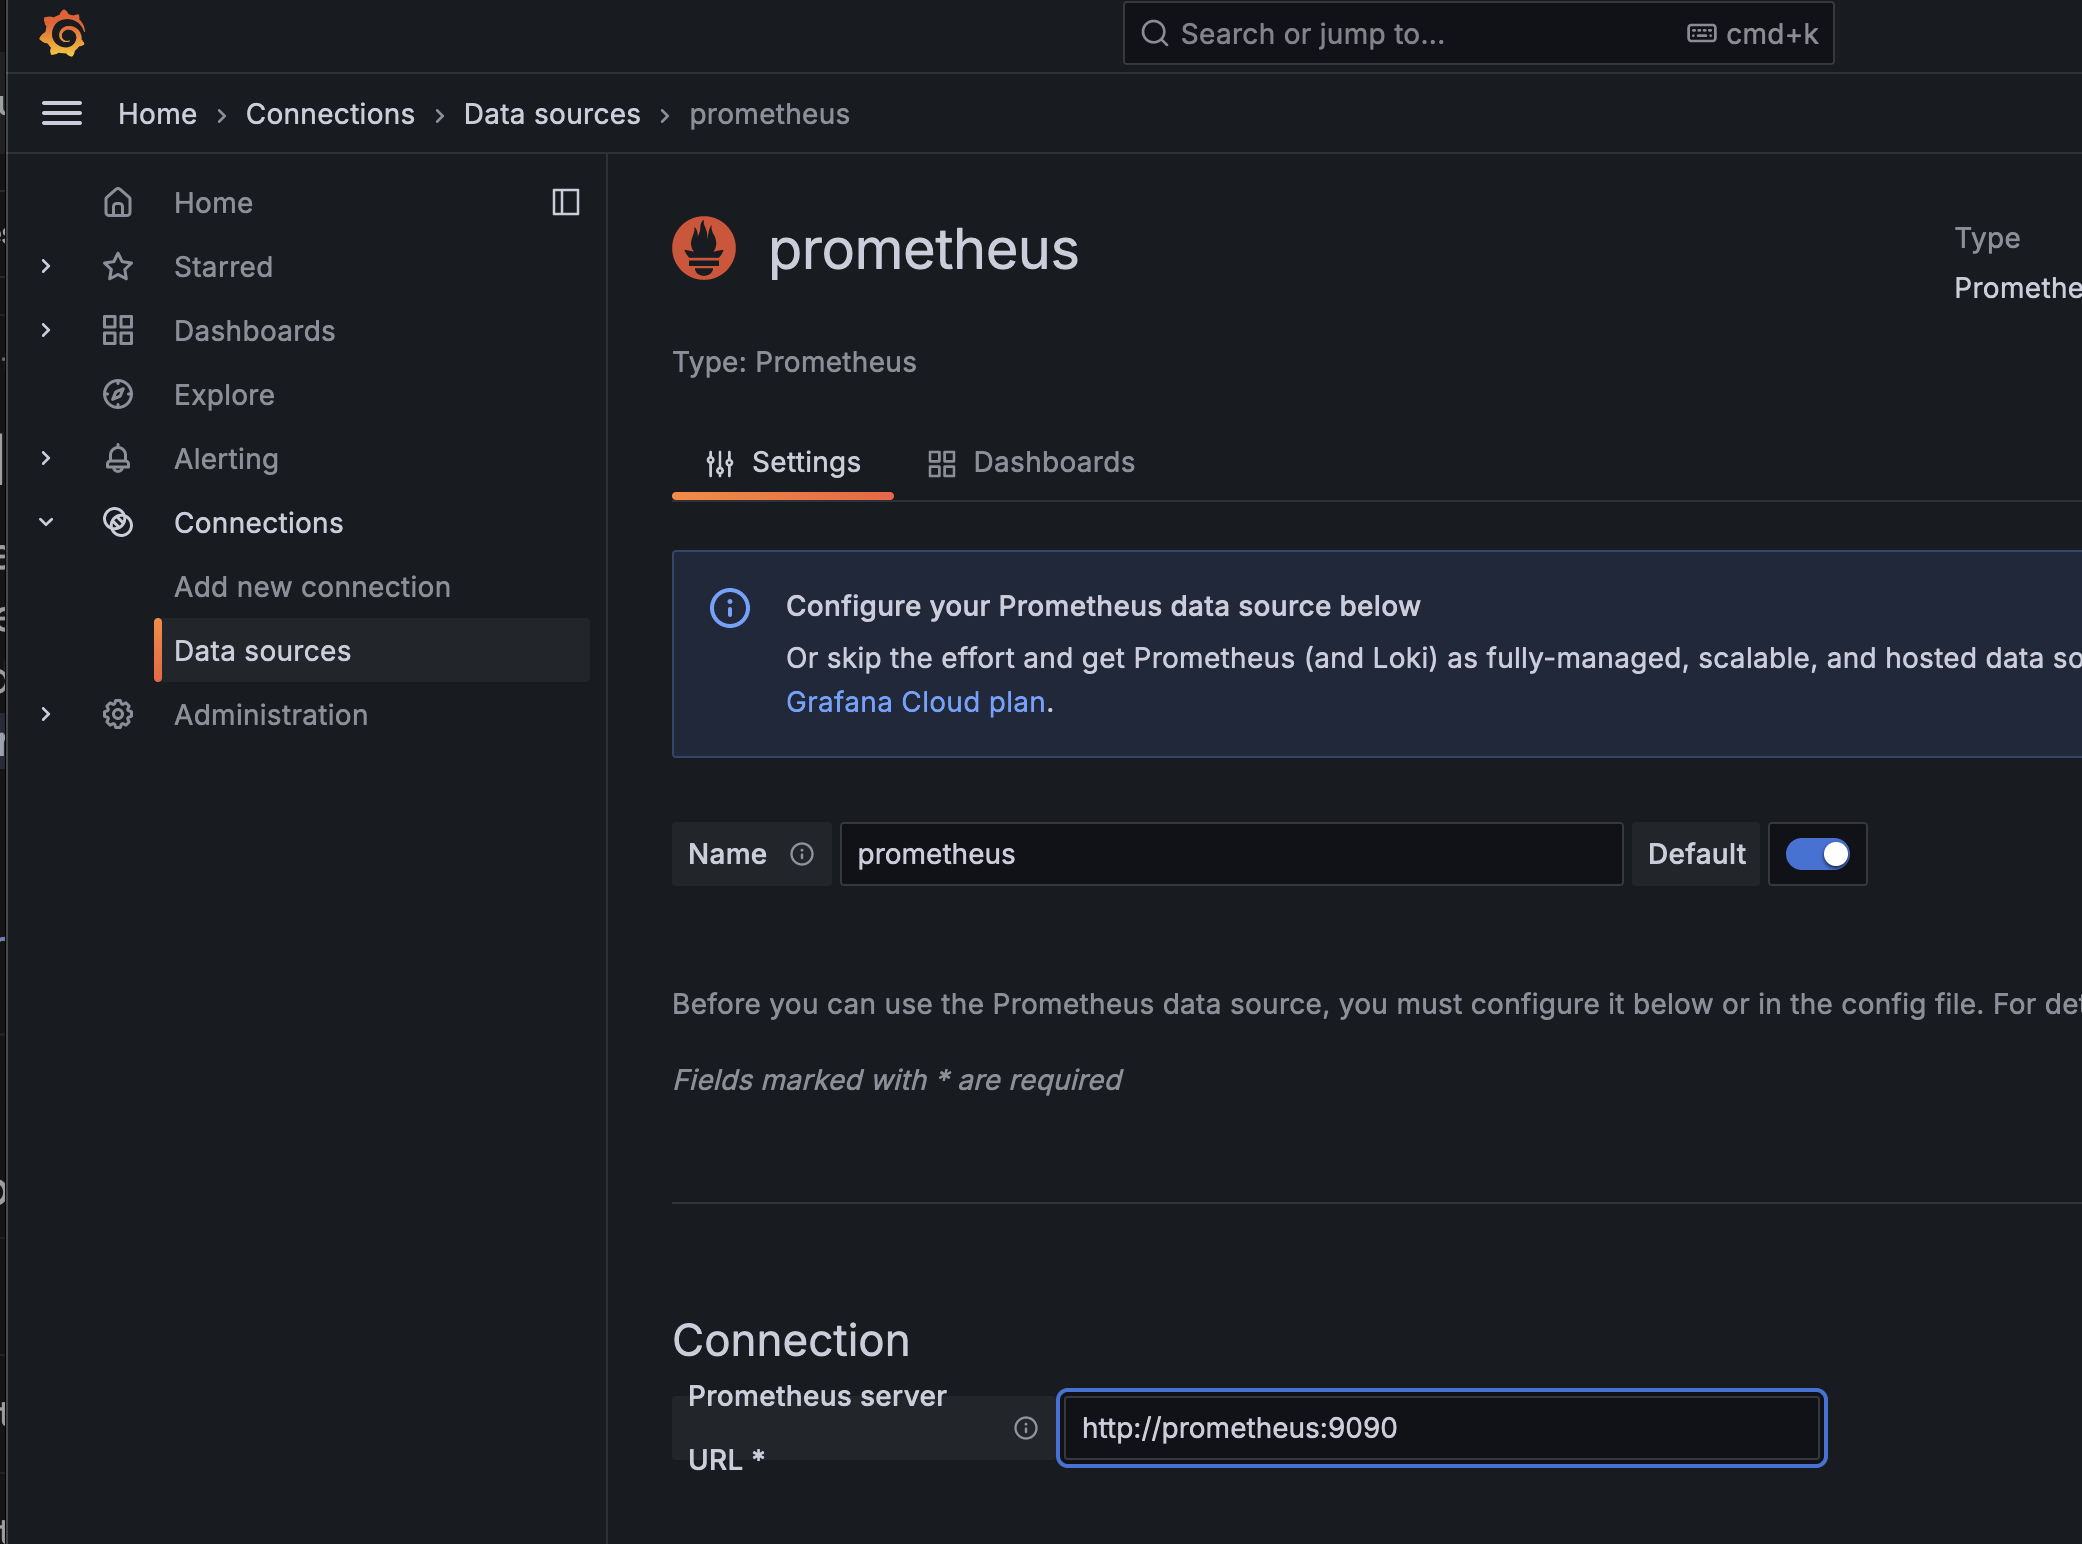 Search or jump to...
cmd+k
Home › Connections › Data sources › prometheus
Home
Starred
Dashboards
Explore
Alerting
Connections
Add new connection
Data sources
Administration
prometheus
Type
Promethe
Type: Prometheus
Settings
Dashboards
Configure your Prometheus data source below
Or skip the effort and get Prometheus (and Loki) as fully-managed, scalable, and hosted data so
Grafana Cloud plan.
Name
prometheus
Default
Before you can use the Prometheus data source, you must configure it below or in the config file. For det
Fields marked with * are required
Connection
Prometheus server
URL *
http://prometheus:9090